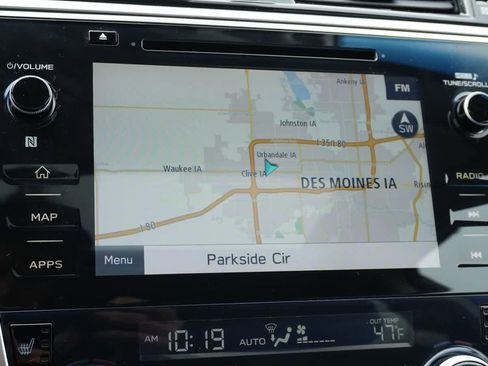 ⏻/VOLUME
TUNE/SCROLL
Ankeny IA
FM
Johnston IA
SW
I-35/I-80
Urbandale IA
Waukee IA
Clive IA
DES MOINES IA
RADIO
MAP
I-80
Menu
Parkside Cir
APPS
OUT TEMP
AM 10:19 AUTO 47°F